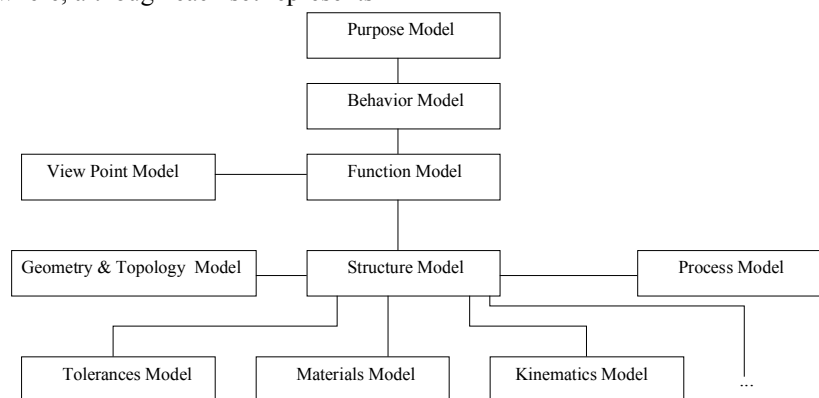 Purpose Model
Behavior Model
View Point Model
Function Model
Geometry & Topology Model
Structure Model
Process Model
Tolerances Model
Materials Model
Kinematics Model
...